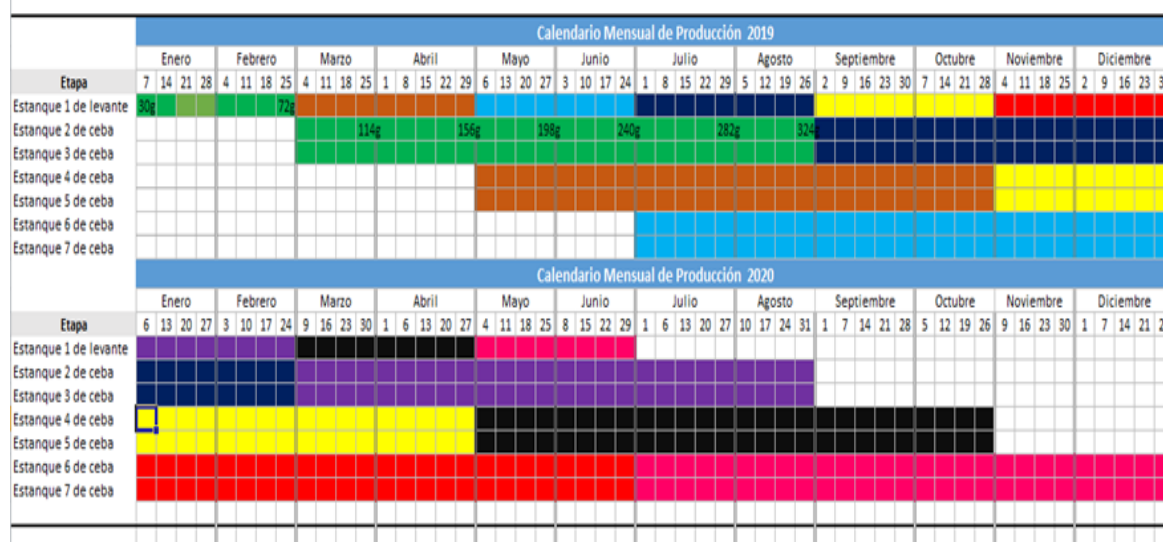 Calendario Mensual de Producción 2019
Enero Febrero Marzo Abril Mayo Junio Julio Agosto Septiembre Octubre Noviembre Diciembre
Etapa 7 14 21 28 4 11 18 25 4 11 18 25 1 8 15 22 29 6 13 20 27 3 10 17 24 1 8 15 22 29 5 12 19 26 2 9 16 23 30 7 14 21 28 4 11 18 25 2 9 16 23
Estanque 1 de levante 30g 72g
Estanque 2 de ceba 114g 156g 198g 240g 282g 324g
Estanque 3 de ceba
Estanque 4 de ceba
Estanque 5 de ceba
Estanque 6 de ceba
Estanque 7 de ceba
Calendario Mensual de Producción 2020
Enero Febrero Marzo Abril Mayo Junio Julio Agosto Septiembre Octubre Noviembre Diciembre
Etapa 6 13 20 27 3 10 17 24 9 16 23 30 1 6 13 20 27 4 11 18 25 8 15 22 29 1 6 13 20 27 10 17 24 31 1 7 14 21 28 5 12 19 26 9 16 23 30 1 7 14 21
Estanque 1 de levante
Estanque 2 de ceba
Estanque 3 de ceba
Estanque 4 de ceba
Estanque 5 de ceba
Estanque 6 de ceba
Estanque 7 de ceba